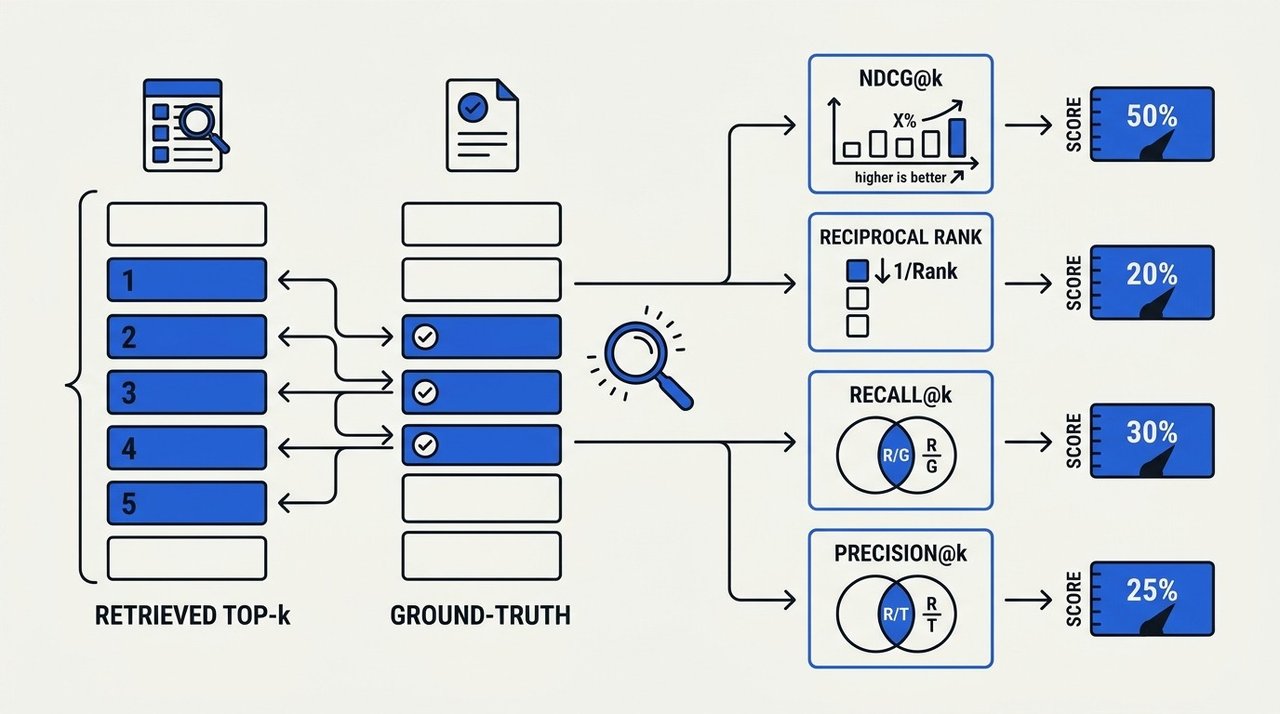 1
2
3
4
5
RETRIEVED TOP-k
GROUND-TRUTH
NDCG@k
X%
higher is better
SCORE
50%
RECIPROCAL RANK
1/Rank
SCORE
20%
RECALL@k
R/G
R
G
SCORE
30%
PRECISION@k
R/T
R
T
SCORE
25%